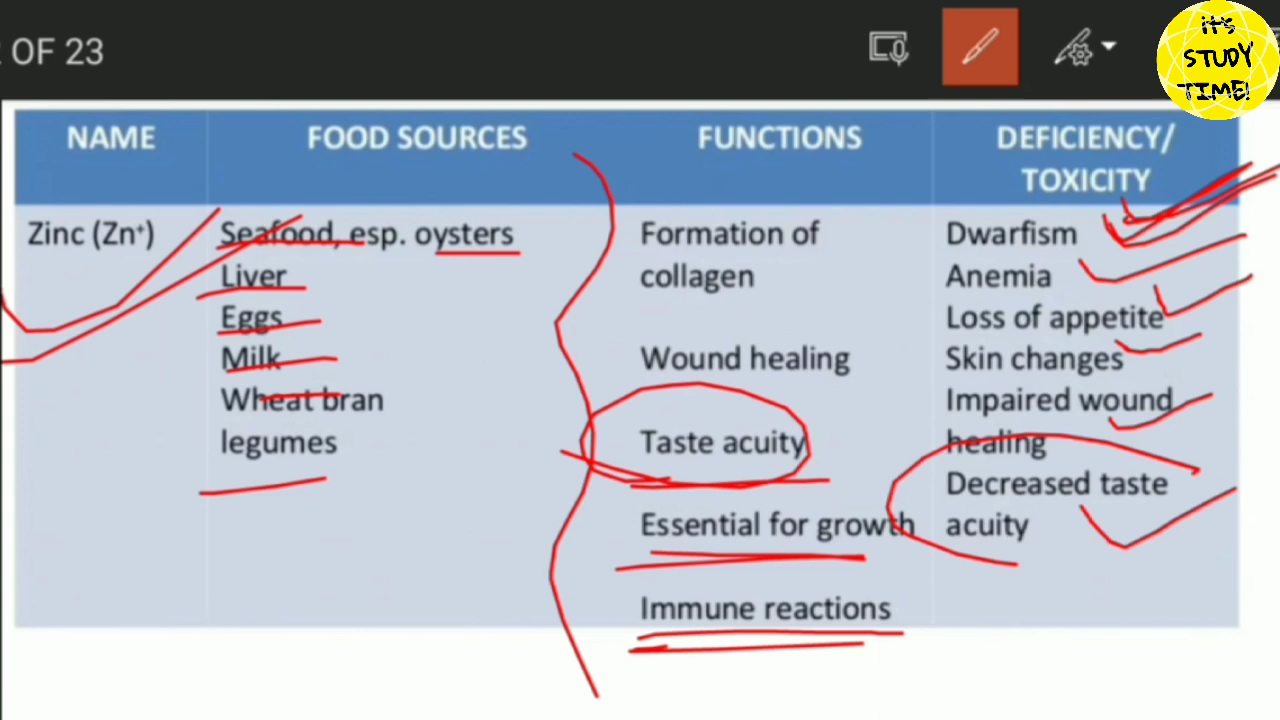 OF 23
it's
STUDY
TIME!
NAME
FOOD SOURCES
FUNCTIONS
DEFICIENCY/
TOXICITY
Zinc (Zn⁺)
Seafood, esp. oysters
Liver
Eggs
Milk
Wheat bran
legumes
Formation of
collagen
Wound healing
Taste acuity
Essential for growth
Immune reactions
Dwarfism
Anemia
Loss of appetite
Skin changes
Impaired wound
healing
Decreased taste
acuity